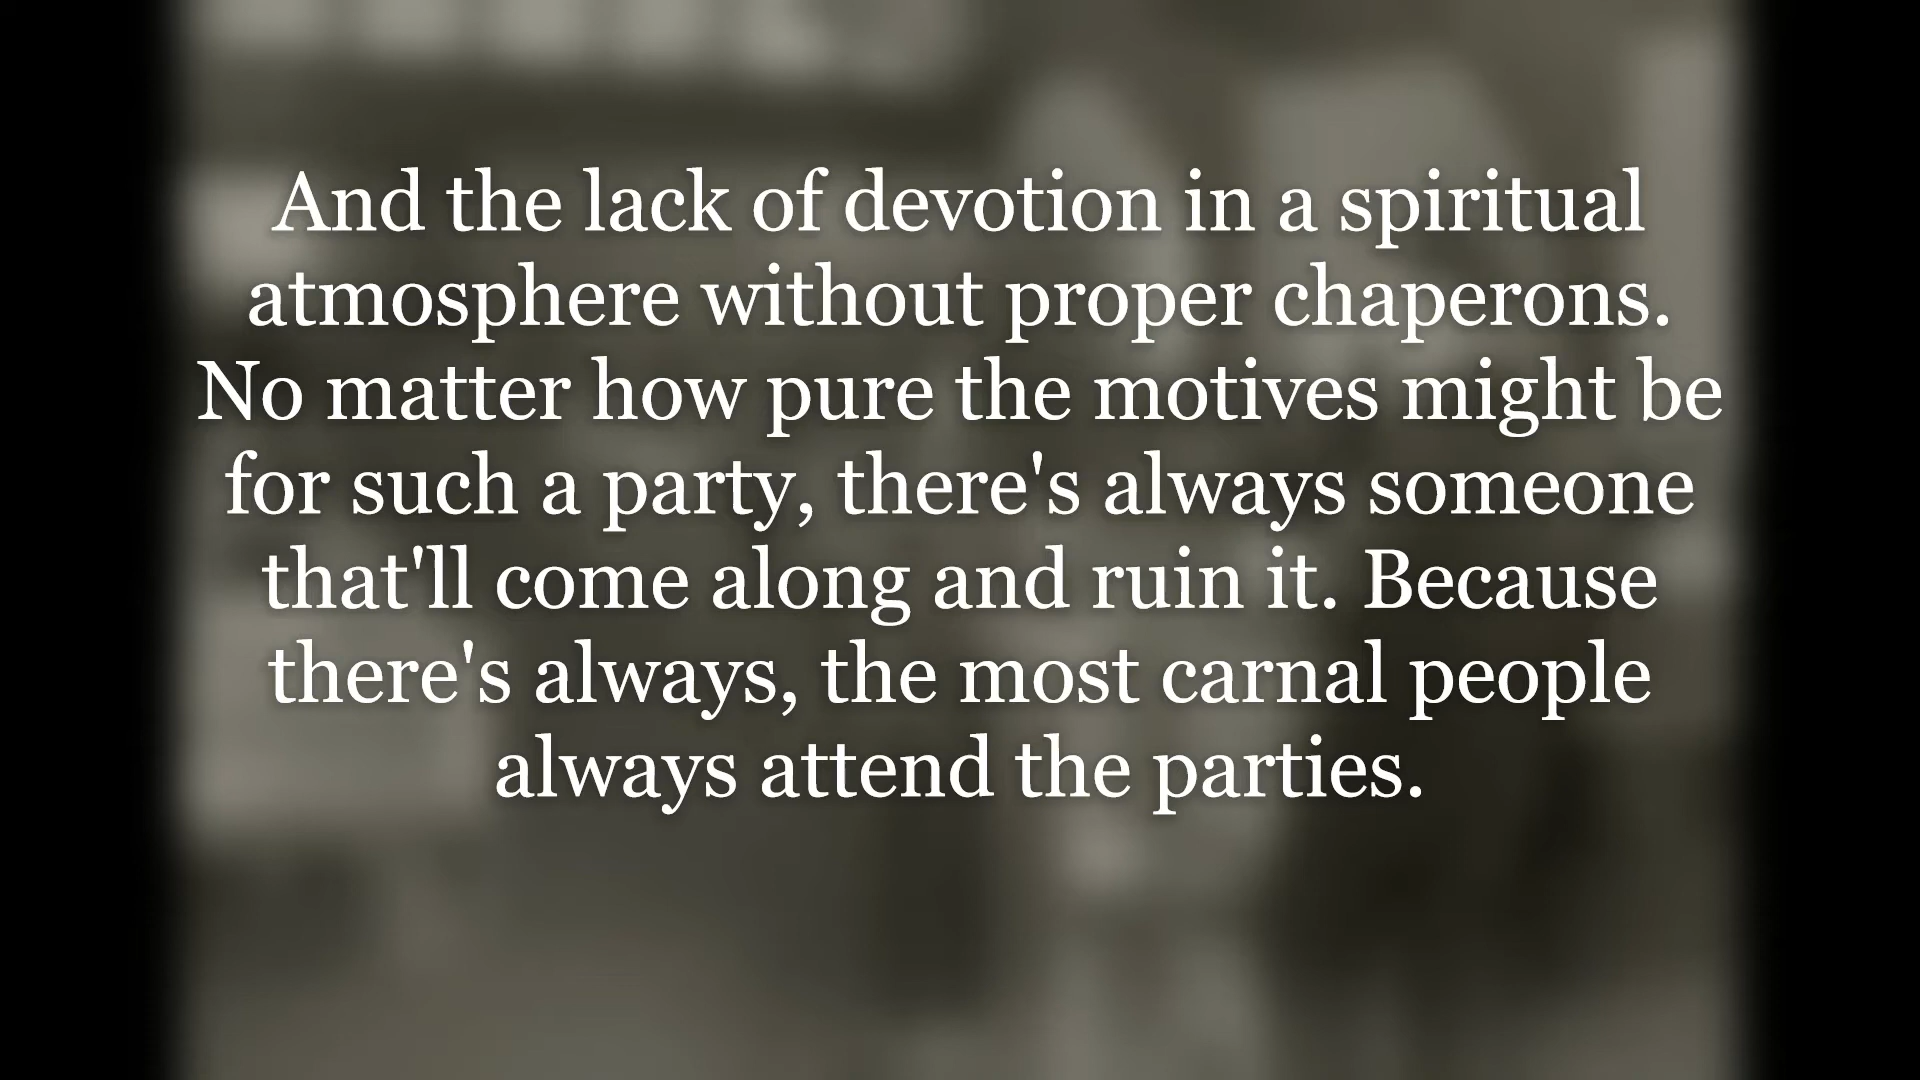 And the lack of devotion in a spiritual
atmosphere without proper chaperons.
No matter how pure the motives might be
for such a party, there's always someone
that'll come along and ruin it. Because
there's always, the most carnal people
always attend the parties.